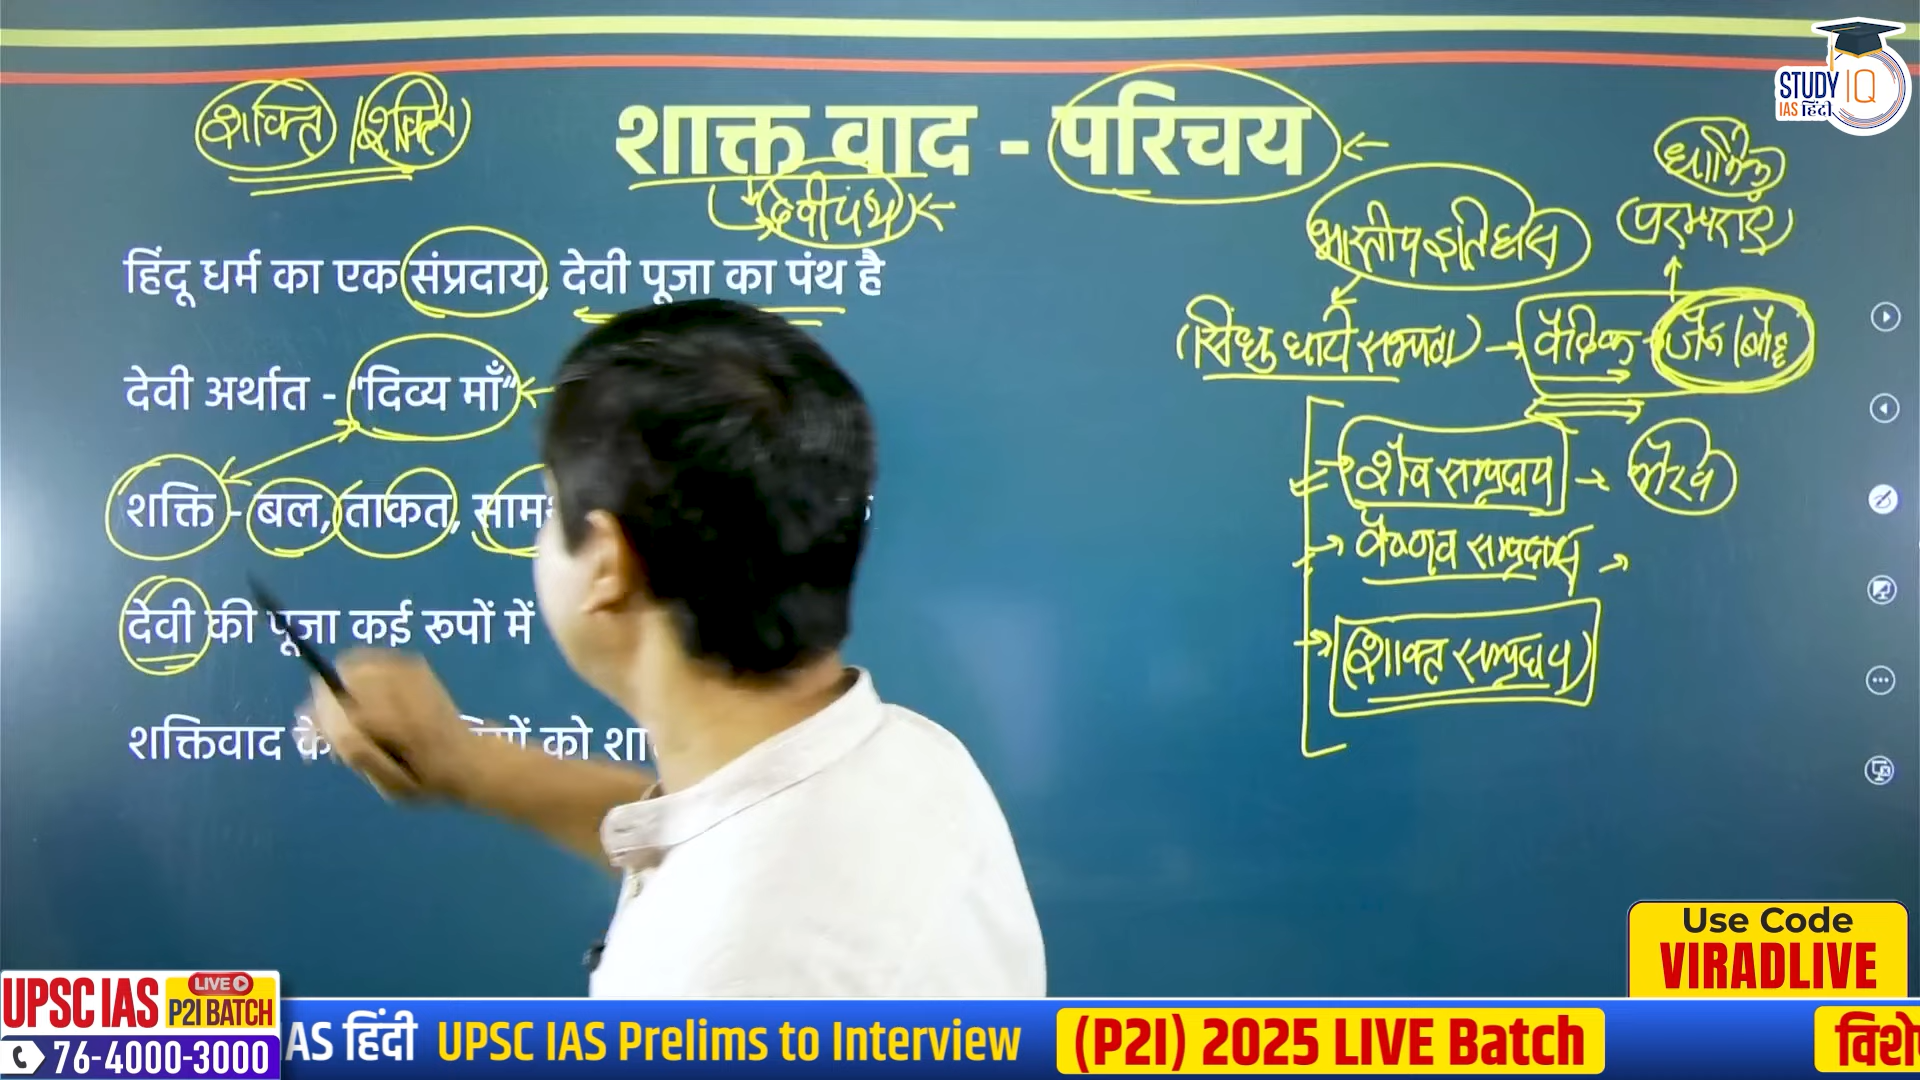 STUDY IQ
IAS हिंदी
शक्ति
शाक्त वाद - परिचय
धार्मिक
देवीपंथ
परम्पराएं
भारतीय इतिहास
हिंदू धर्म का एक संप्रदाय, देवी पूजा का पंथ है
वैदिक जैन/बौद्ध
देवी अर्थात - "दिव्य माँ"
शैव सम्प्रदाय भैरव
शक्ति - बल, ताकत,
वैष्णव सम्प्रदाय
देवी की पूजा कई रूपों में
(शाक्त सम्प्रदाय)
शक्तिवाद को
Use Code
VIRADLIVE
UPSC IAS LIVE
P2I BATCH
76-4000-3000
IAS हिंदी UPSC IAS Prelims to Interview (P2I) 2025 LIVE Batch